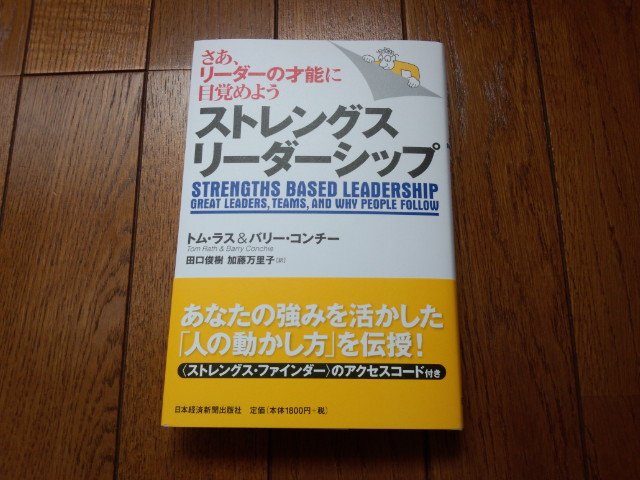 さあ、
リーダーの才能に
目覚めよう
ストレングス
リーダーシップ
STRENGTHS BASED LEADERSHIP
GREAT LEADERS, TEAMS, AND WHY PEOPLE FOLLOW
トム・ラス&バリー・コンチー
Tom Rath & Barry Conchie
田口俊樹 加藤万里子[訳]
あなたの強みを活かした
「人の動かし方」を伝授!
〈ストレングス・ファインダー〉のアクセスコード付き
日本経済新聞出版社 定価(本体1800円+税)